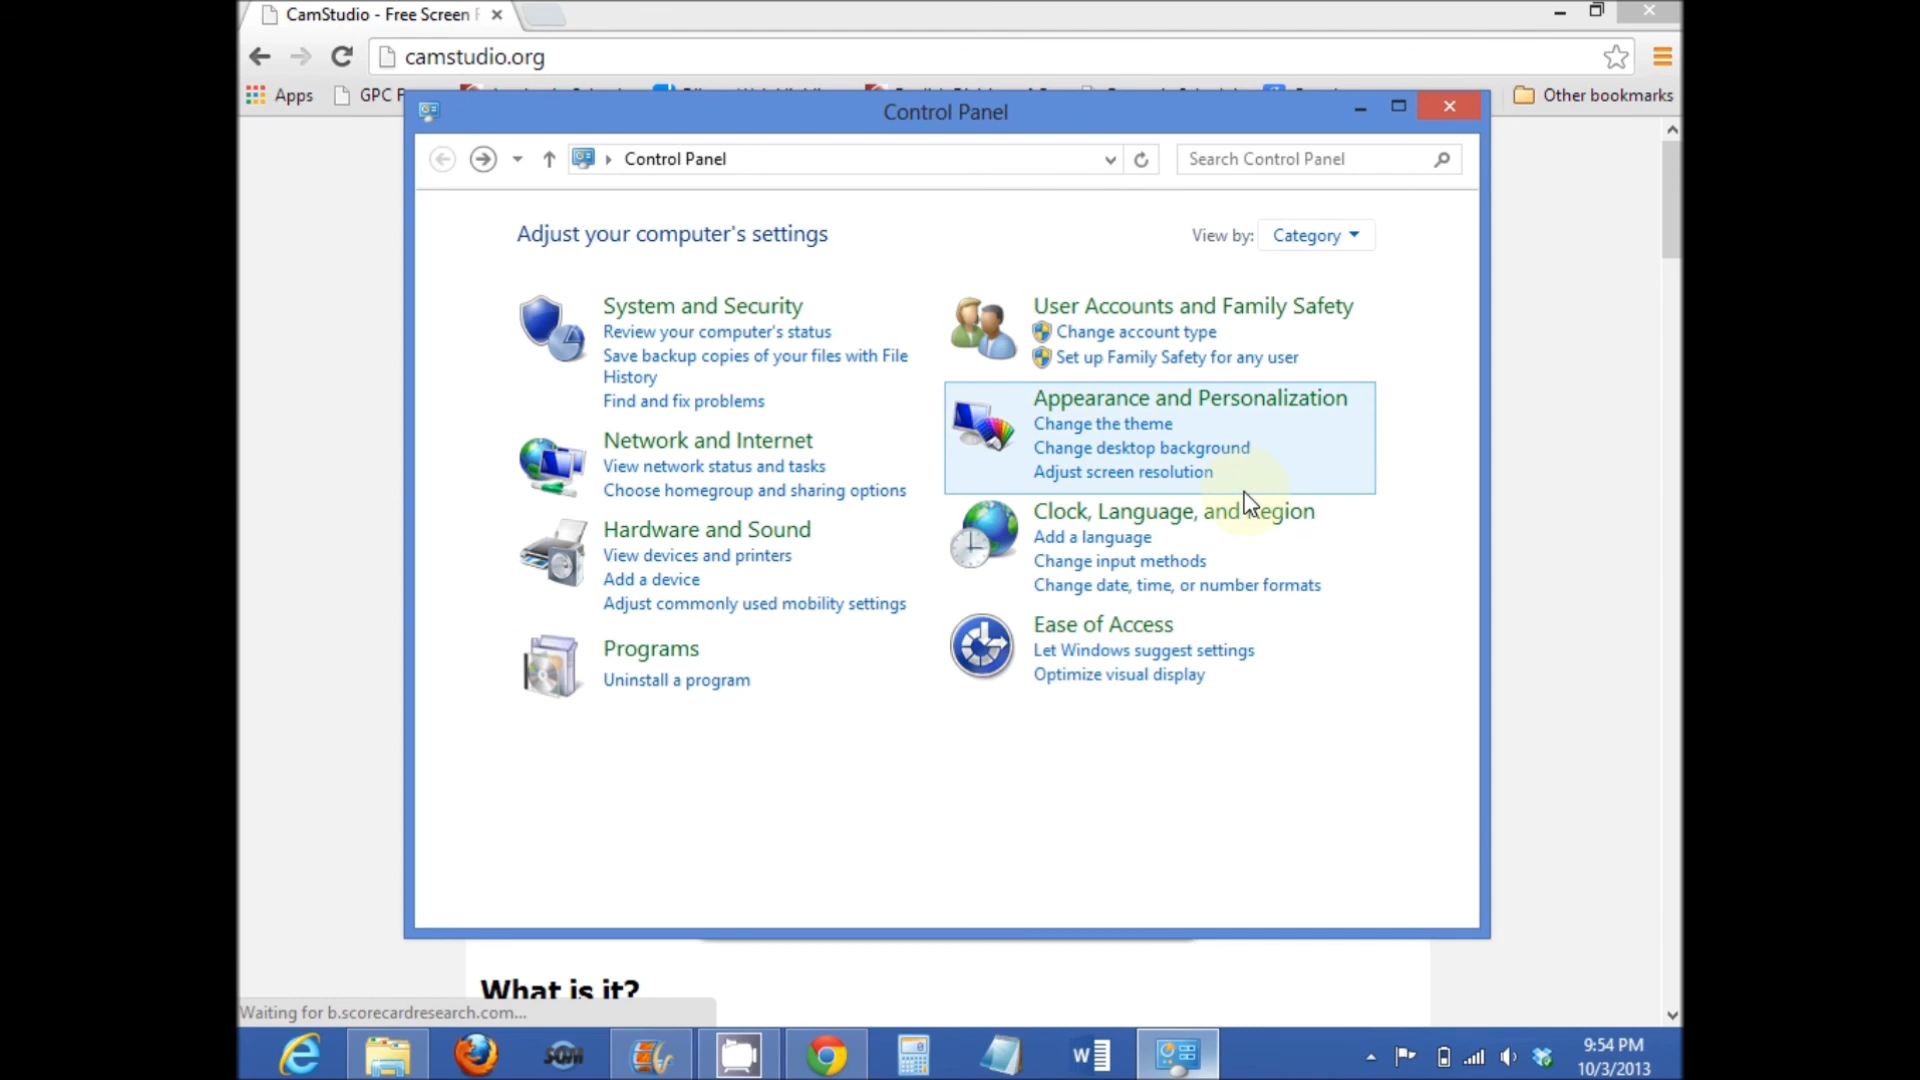 CamStudio - Free Screen
camstudio.org
Apps
GPC
Other bookmarks
Control Panel
Control Panel
Search Control Panel
Adjust your computer's settings
View by: Category
System and Security
Review your computer's status
Save backup copies of your files with File
History
Find and fix problems
Network and Internet
View network status and tasks
Choose homegroup and sharing options
Hardware and Sound
View devices and printers
Add a device
Adjust commonly used mobility settings
Programs
Uninstall a program
User Accounts and Family Safety
Change account type
Set up Family Safety for any user
Appearance and Personalization
Change the theme
Change desktop background
Adjust screen resolution
Clock, Language, and Region
Add a language
Change input methods
Change date, time, or number formats
Ease of Access
Let Windows suggest settings
Optimize visual display
What is it?
Waiting for b.scorecardresearch.com...
SOM
W
9:54 PM
10/3/2013